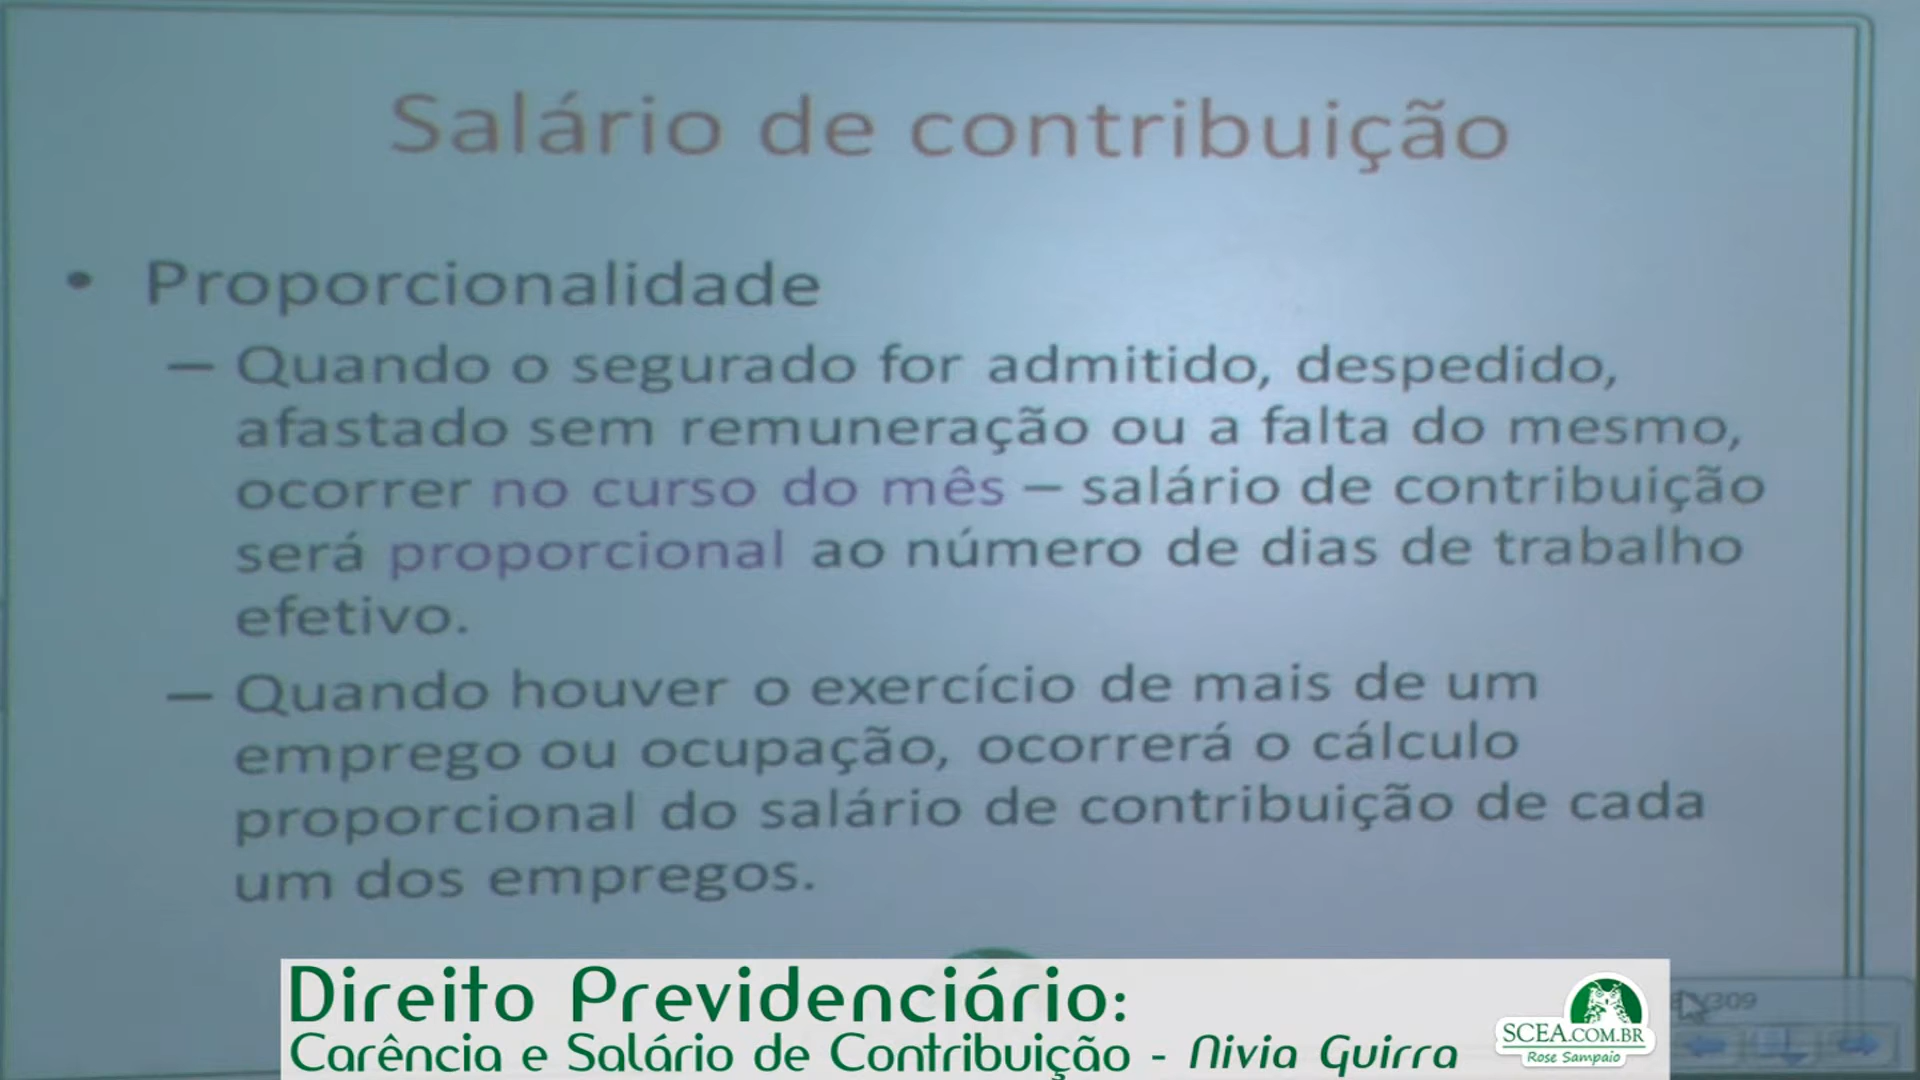 Salário de contribuição
• Proporcionalidade
– Quando o segurado for admitido, despedido,
afastado sem remuneração ou a falta do mesmo,
ocorrer no curso do mês – salário de contribuição
será proporcional ao número de dias de trabalho
efetivo.
– Quando houver o exercício de mais de um
emprego ou ocupação, ocorrerá o cálculo
proporcional do salário de contribuição de cada
um dos empregos.
Direito Previdenciário:
Carência e Salário de Contribuição - Nivia Guirra
SCEA.COM.BR
Rose Sampaio